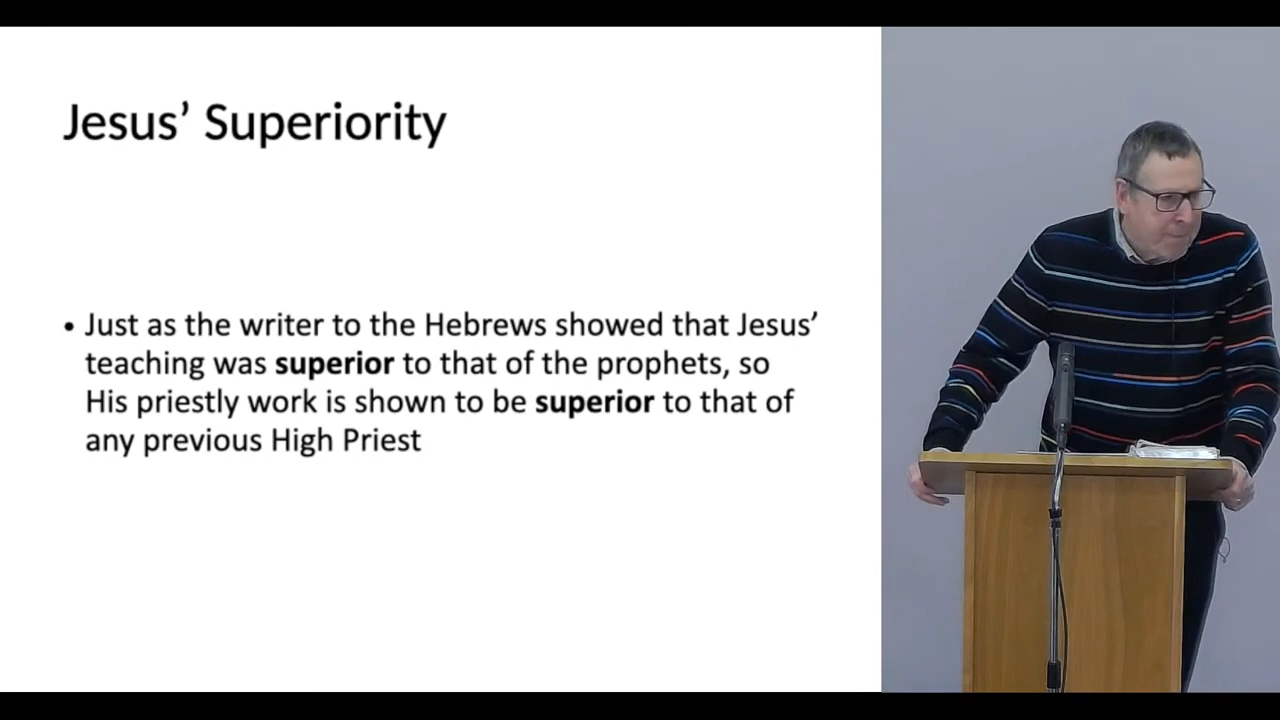 Jesus’ Superiority
• Just as the writer to the Hebrews showed that Jesus’
teaching was superior to that of the prophets, so
His priestly work is shown to be superior to that of
any previous High Priest